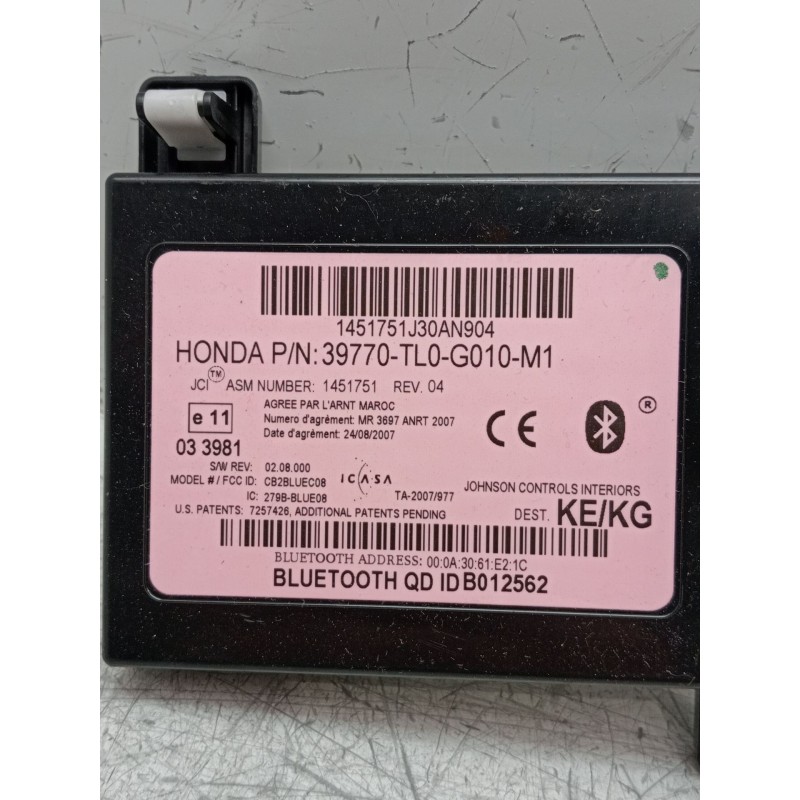 1451751J30AN904
HONDA P/N: 39770-TL0-G010-M1
JCI™ ASM NUMBER: 1451751 REV. 04
e 11
AGREE PAR L'ARNT MAROC
Numero d'agrément: MR 3697 ANRT 2007
Date d'agrément: 24/08/2007
03 3981
CE
®
S/W REV: 02.08.000
MODEL # / FCC ID: CB2BLUEC08
ICASA
IC: 279B-BLUE08
TA-2007/977
JOHNSON CONTROLS INTERIORS
U.S. PATENTS: 7257426, ADDITIONAL PATENTS PENDING
DEST. KE/KG
BLUETOOTH ADDRESS: 00:0A:30:61:E2:1C
BLUETOOTH QD ID B012562